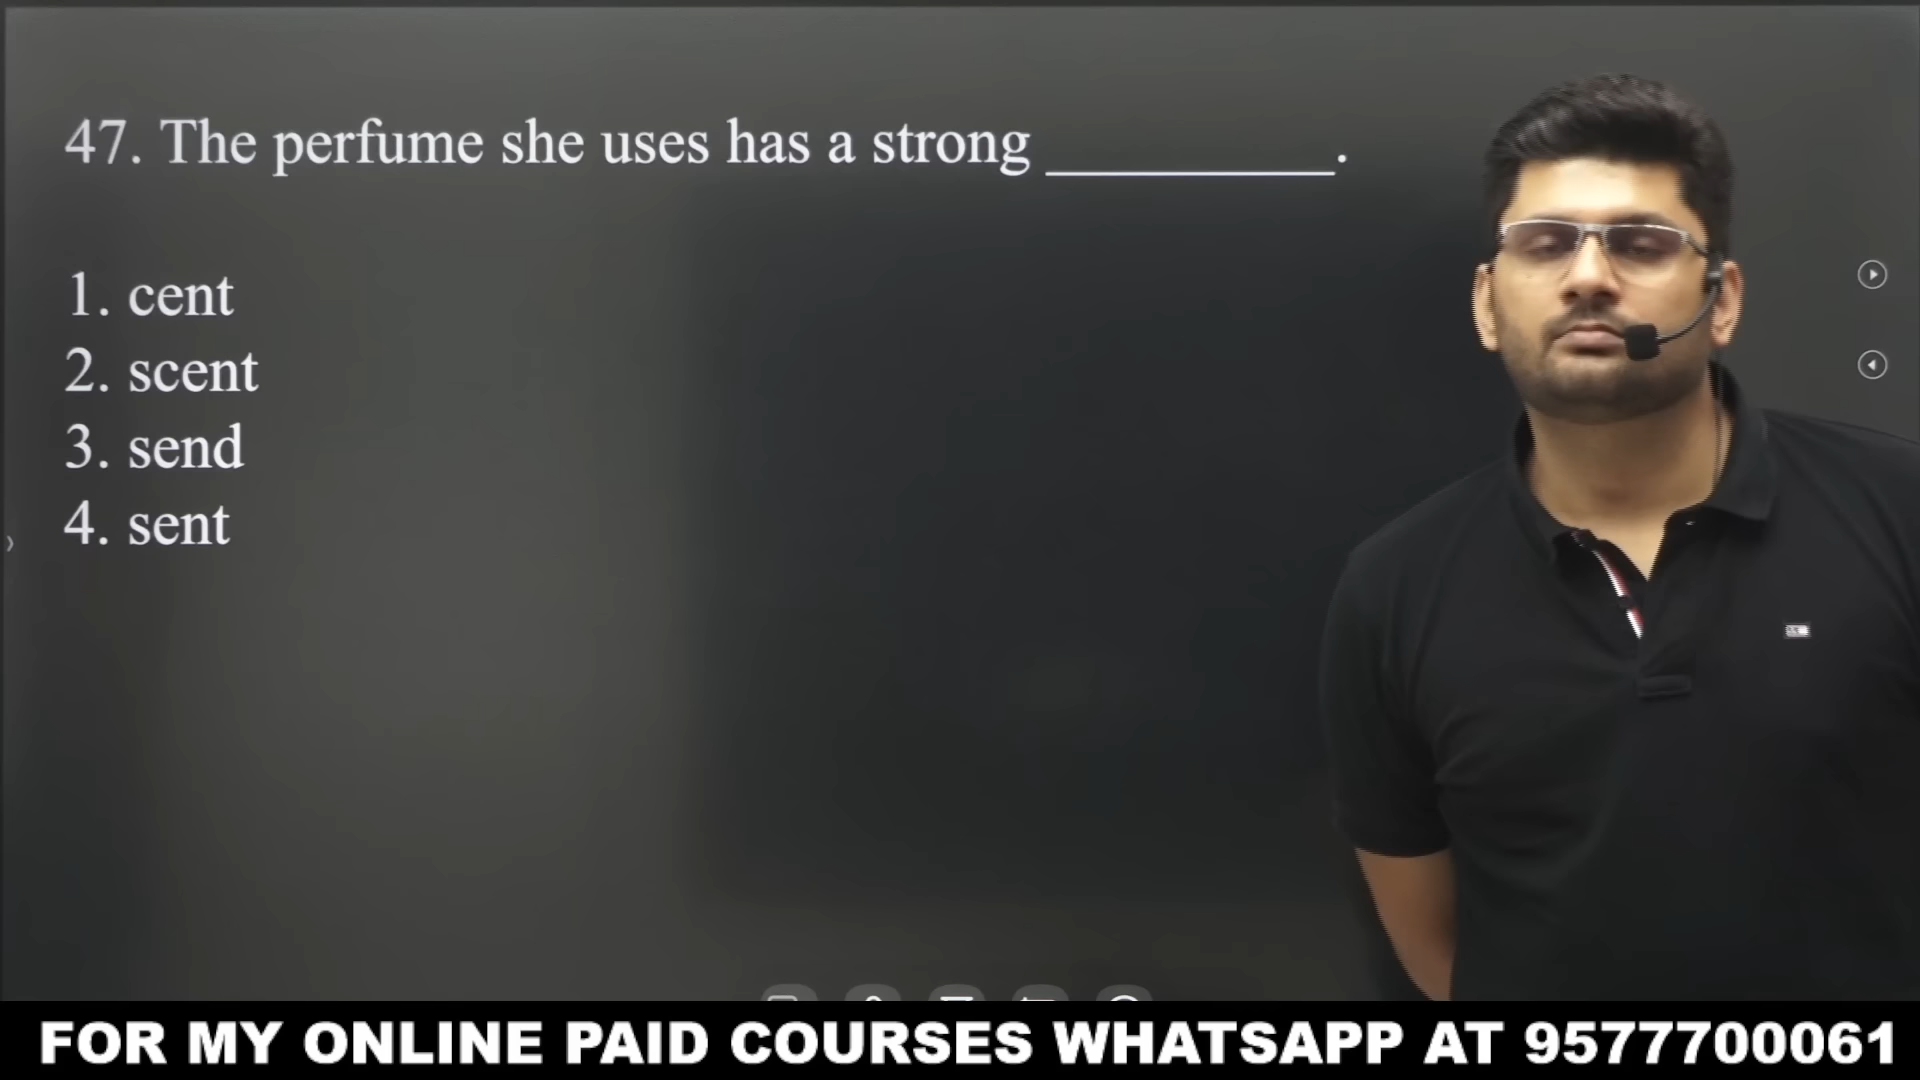 47. The perfume she uses has a strong __________.
1. cent
2. scent
3. send
4. sent
FOR MY ONLINE PAID COURSES WHATSAPP AT 9577700061